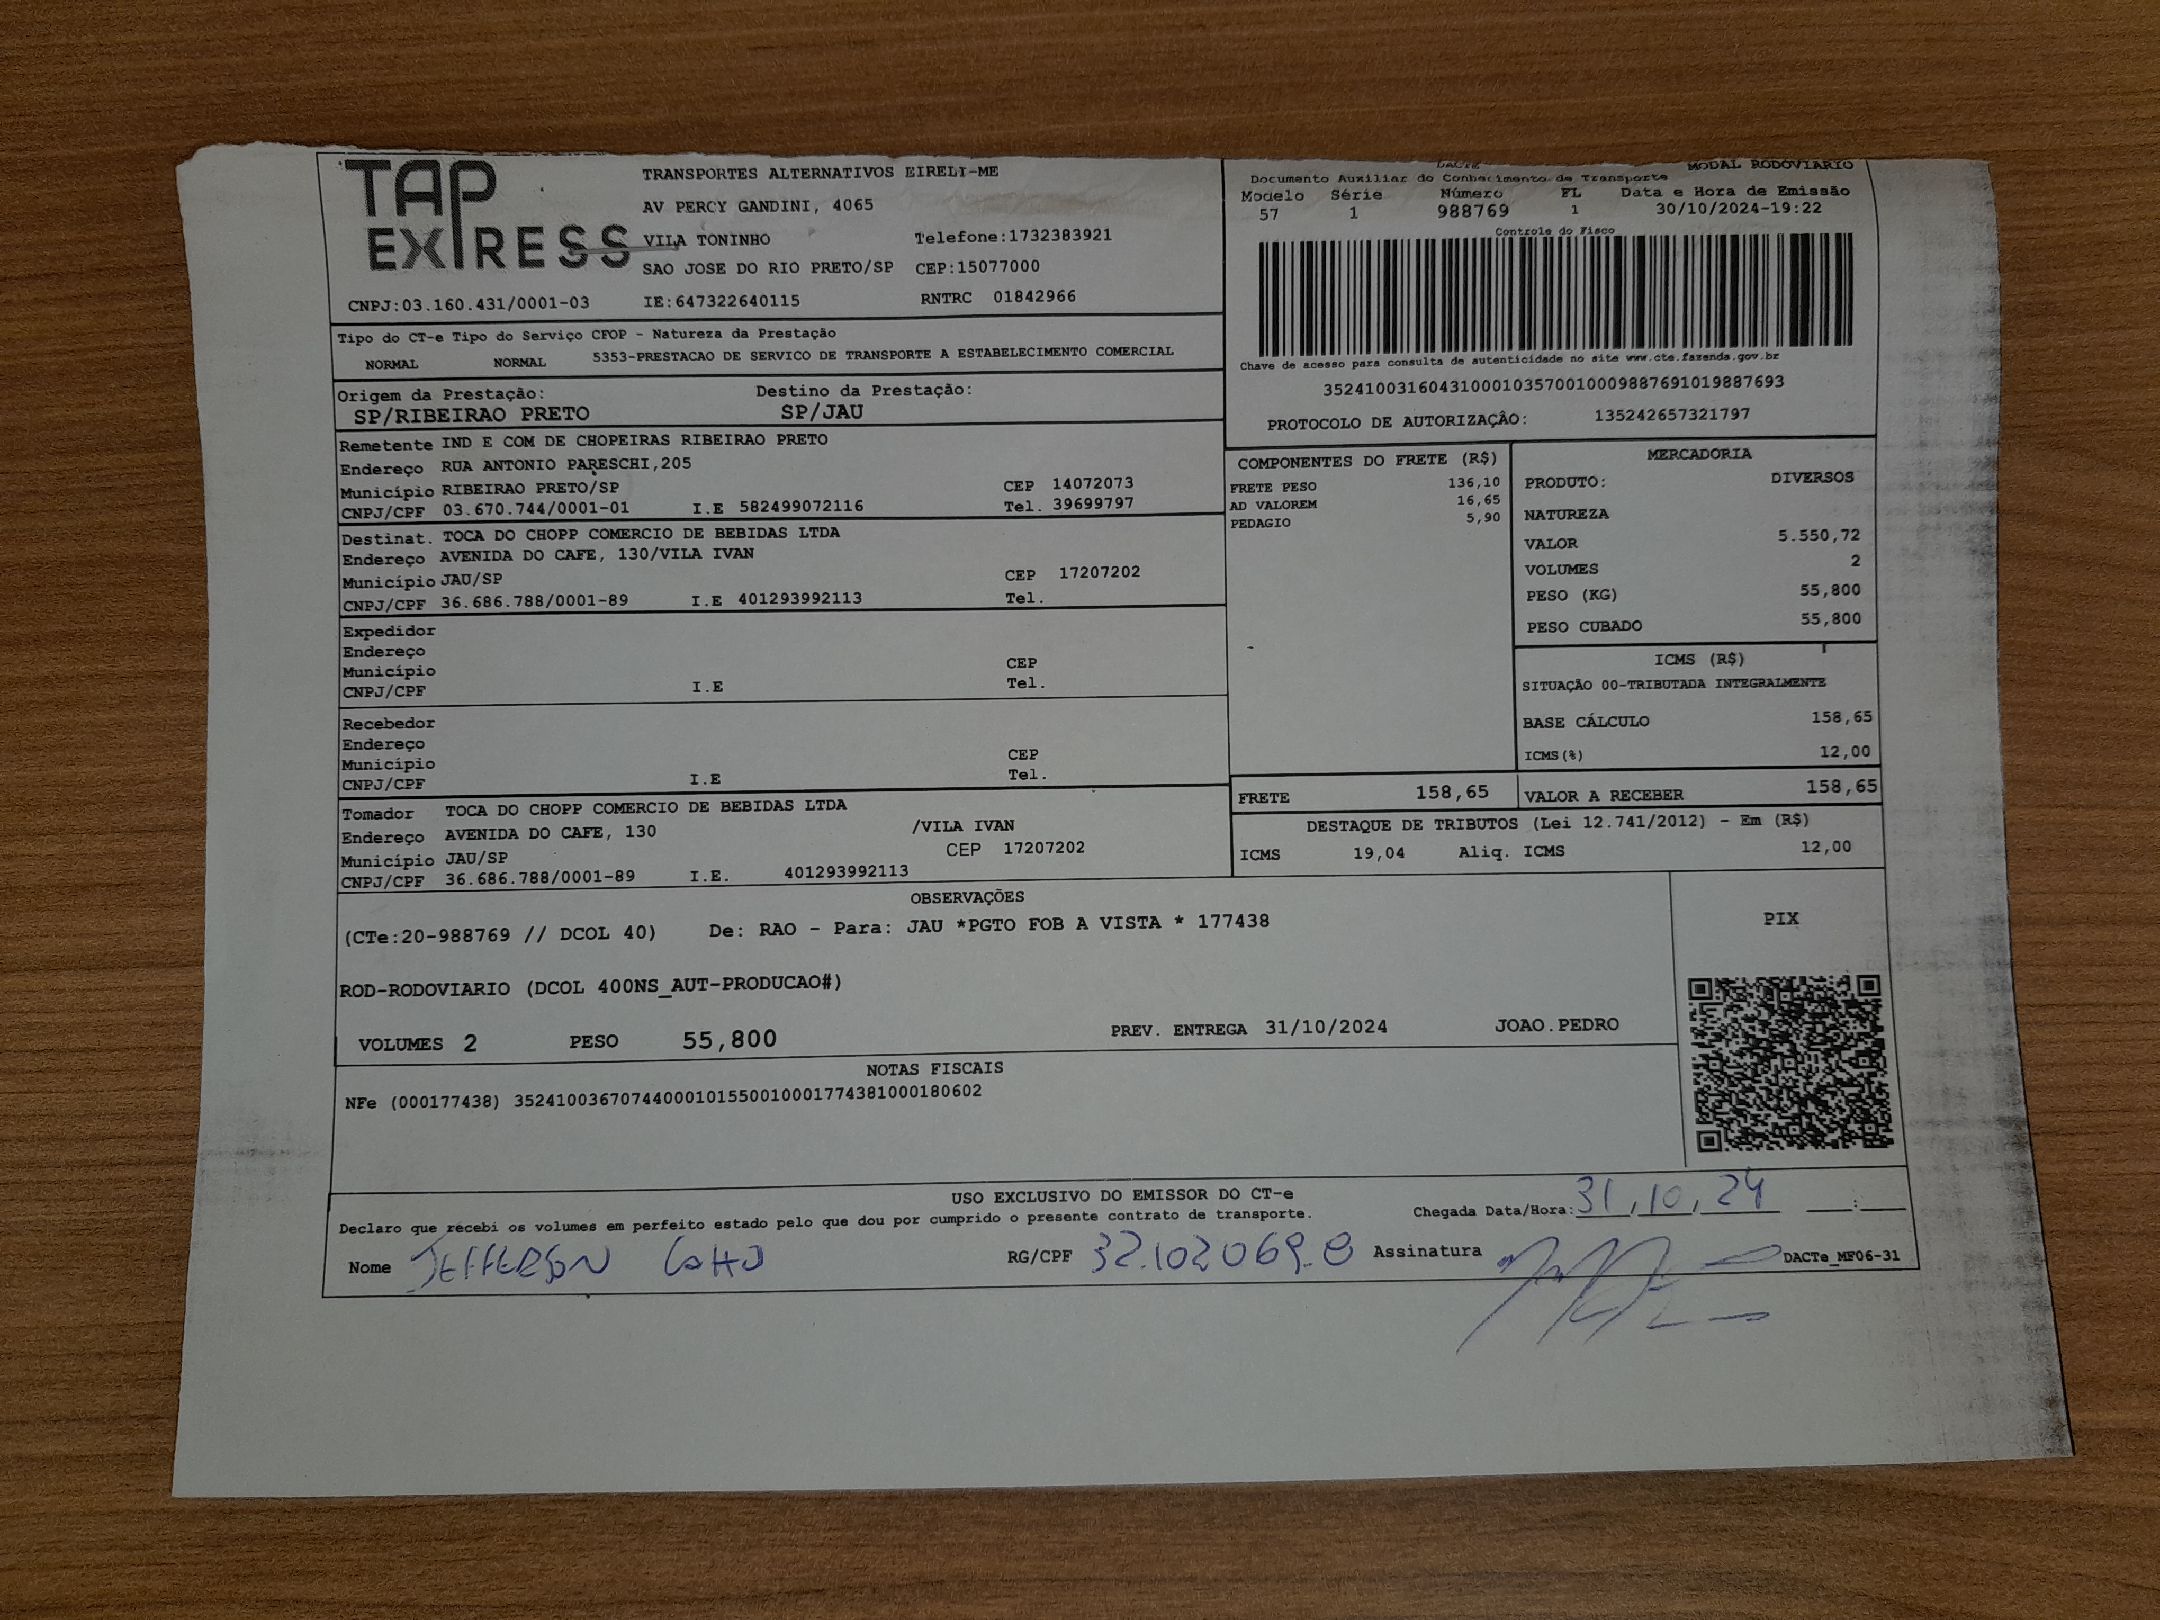 TAP
EXPRESS
TRANSPORTES ALTERNATIVOS EIRELI-ME
AV PERCY GANDINI, 4065
VILA TONINHO Telefone:1732383921
SAO JOSE DO RIO PRETO/SP CEP:15077000
CNPJ:03.160.431/0001-03 IE:647322640115 RNTRC 01842966
DACTE MODAL RODOVIARIO
Documento Auxiliar do Conhecimento de Transporte
Modelo Série Número FL Data e Hora de Emissão
57 1 988769 1 30/10/2024-19:22
Controle do Fisco
Chave de acesso para consulta de autenticidade no site www.cte.fazenda.gov.br
35241003160431000103570010009887691019887693
PROTOCOLO DE AUTORIZAÇÂO: 135242657321797
Tipo do CT-e Tipo do Serviço CFOP - Natureza da Prestação
NORMAL NORMAL 5353-PRESTACAO DE SERVICO DE TRANSPORTE A ESTABELECIMENTO COMERCIAL
Origem da Prestação: Destino da Prestação:
SP/RIBEIRAO PRETO SP/JAU
Remetente IND E COM DE CHOPEIRAS RIBEIRAO PRETO
Endereço RUA ANTONIO PARESCHI,205
Município RIBEIRAO PRETO/SP CEP 14072073
CNPJ/CPF 03.670.744/0001-01 I.E 582499072116 Tel. 39699797
Destinat. TOCA DO CHOPP COMERCIO DE BEBIDAS LTDA
Endereço AVENIDA DO CAFE, 130/VILA IVAN
Município JAU/SP CEP 17207202
CNPJ/CPF 36.686.788/0001-89 I.E 401293992113 Tel.
Expedidor
Endereço
Município CEP
CNPJ/CPF I.E Tel.
Recebedor
Endereço
Município CEP
CNPJ/CPF I.E Tel.
Tomador TOCA DO CHOPP COMERCIO DE BEBIDAS LTDA
Endereço AVENIDA DO CAFE, 130 /VILA IVAN
Município JAU/SP CEP 17207202
CNPJ/CPF 36.686.788/0001-89 I.E. 401293992113
COMPONENTES DO FRETE (R$)
FRETE PESO 136,10
AD VALOREM 16,65
PEDAGIO 5,90
MERCADORIA
PRODUTO: DIVERSOS
NATUREZA
VALOR 5.550,72
VOLUMES 2
PESO (KG) 55,800
PESO CUBADO 55,800
ICMS (R$)
SITUAÇÃO 00-TRIBUTADA INTEGRALMENTE
BASE CÁLCULO 158,65
ICMS(%) 12,00
FRETE 158,65 VALOR A RECEBER 158,65
DESTAQUE DE TRIBUTOS (Lei 12.741/2012) - Em (R$)
ICMS 19,04 Aliq. ICMS 12,00
OBSERVAÇÕES
(CTe:20-988769 // DCOL 40) De: RAO - Para: JAU *PGTO FOB A VISTA * 177438
ROD-RODOVIARIO (DCOL 400NS_AUT-PRODUCAO#)
VOLUMES 2 PESO 55,800 PREV. ENTREGA 31/10/2024 JOAO.PEDRO
PIX
NOTAS FISCAIS
NFe (000177438) 35241003670744000101550010001774381000180602
USO EXCLUSIVO DO EMISSOR DO CT-e
Declaro que recebi os volumes em perfeito estado pelo que dou por cumprido o presente contrato de transporte. Chegada Data/Hora: 31,10,24 :
Nome JEFFERSON RG/CPF 32.102069.8 Assinatura DACTe_MF06-31